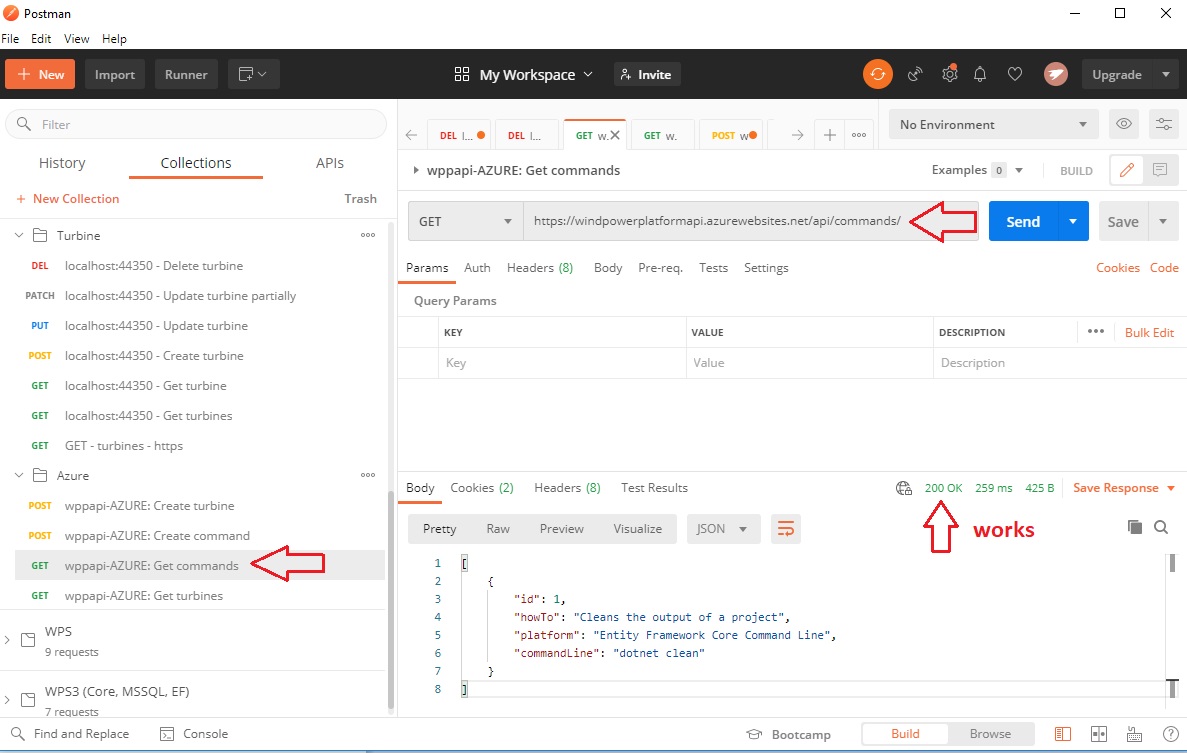 Postman
File Edit View Help
+ New Import Runner My Workspace Invite Upgrade
Filter
History Collections APIs
+ New Collection Trash
Turbine
DEL localhost:44350 - Delete turbine
PATCH localhost:44350 - Update turbine partially
PUT localhost:44350 - Update turbine
POST localhost:44350 - Create turbine
GET localhost:44350 - Get turbine
GET localhost:44350 - Get turbines
GET GET - turbines - https
Azure
POST wppapi-AZURE: Create turbine
POST wppapi-AZURE: Create command
GET wppapi-AZURE: Get commands
GET wppapi-AZURE: Get turbines
WPS
9 requests
WPS3 (Core, MSSQL, EF)
7 requests
DEL l... DEL l... GET w. GET w. POST w No Environment
wppapi-AZURE: Get commands Examples 0 BUILD
GET https://windpowerplatformapi.azurewebsites.net/api/commands/ Send Save
Params Auth Headers (8) Body Pre-req. Tests Settings Cookies Code
Query Params
KEY VALUE DESCRIPTION Bulk Edit
Key Value Description
Body Cookies (2) Headers (8) Test Results 200 OK 259 ms 425 B Save Response
Pretty Raw Preview Visualize JSON works
1 [
2 {
3 "id": 1,
4 "howTo": "Cleans the output of a project",
5 "platform": "Entity Framework Core Command Line",
6 "commandLine": "dotnet clean"
7 }
8 ]
Find and Replace Console Bootcamp Build Browse